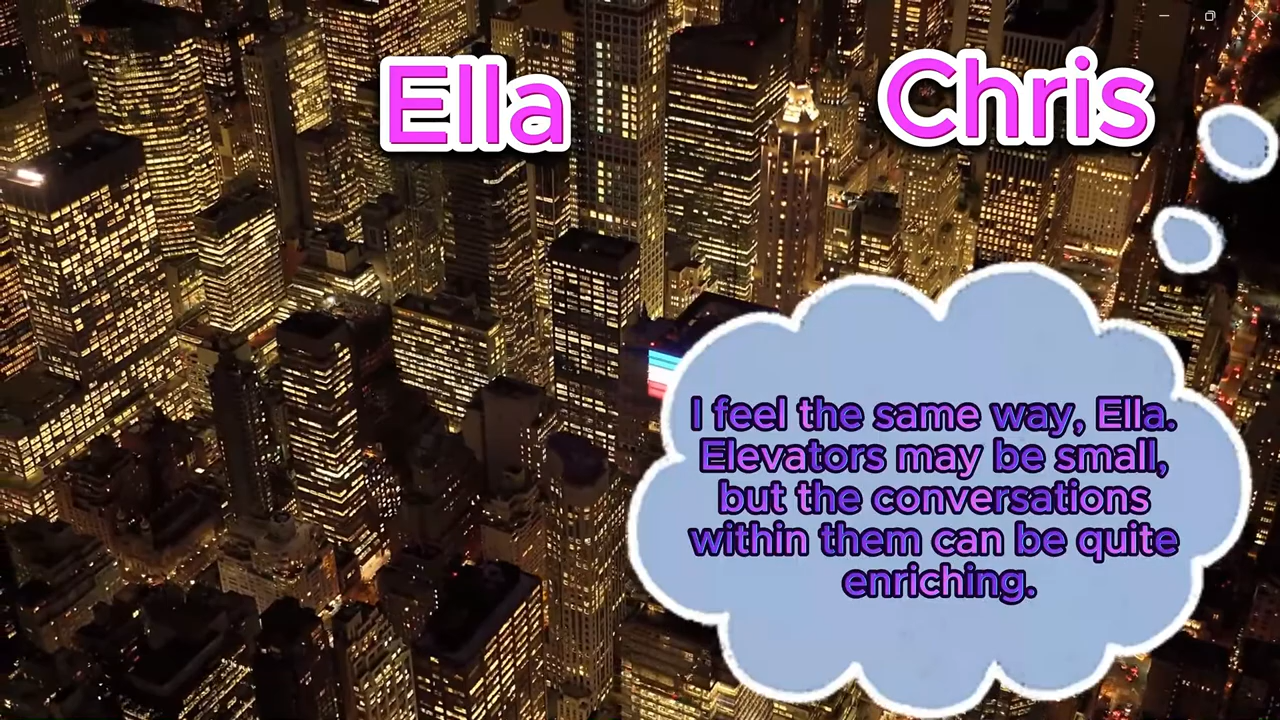 Ella
Chris
I feel the same way, Ella.
Elevators may be small,
but the conversations
within them can be quite
enriching.